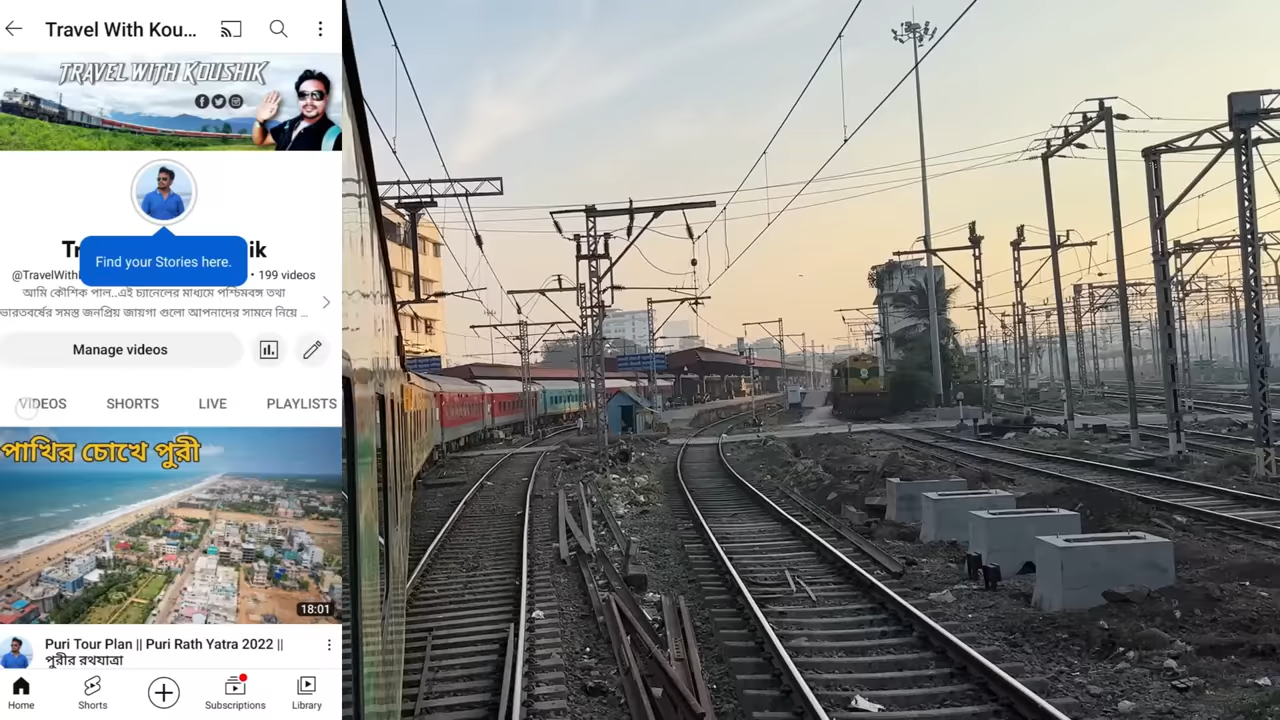 Travel With Kou...
TRAVEL WITH KOUSHIK
Find your Stories here.
@TravelWith
• 199 videos
আমি কৌশিক পাল..এই চ্যানেলের মাধ্যমে পশ্চিমবঙ্গ তথা
ভারতবর্ষের সমস্ত জনপ্রিয় জায়গা গুলো আপনাদের সামনে নিয়ে ...
Manage videos
VIDEOS SHORTS LIVE PLAYLISTS
পাখির চোখে পুরী
18:01
Puri Tour Plan || Puri Rath Yatra 2022 ||
পুরীর রথযাত্রা
Home Shorts Subscriptions Library